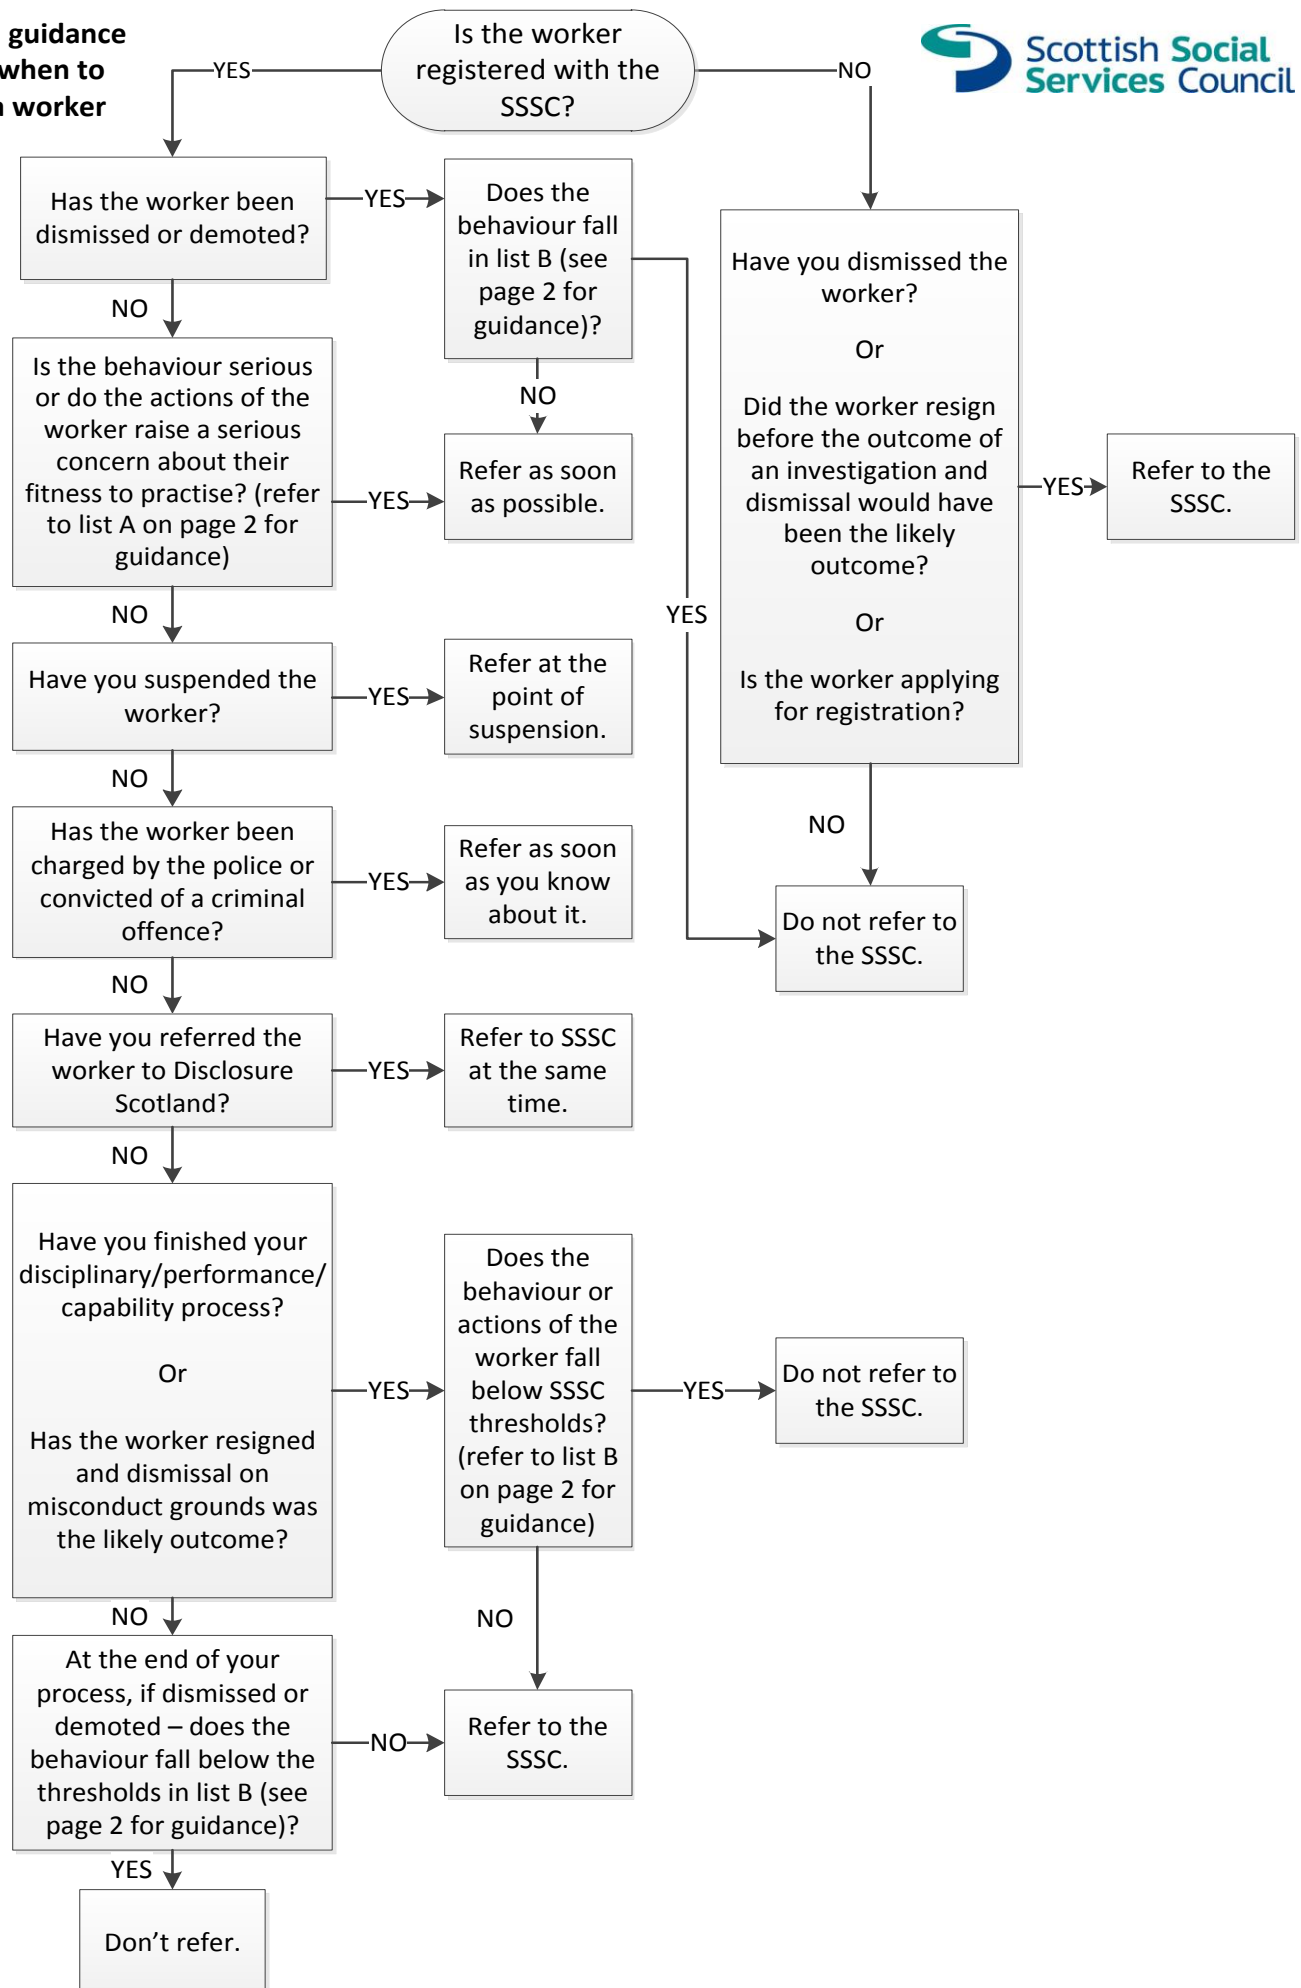 guidance
when to
worker
Is the worker
registered with the
SSSC?
Scottish Social
Services Council
YES
NO
Has the worker been
dismissed or demoted?
YES
Does the
behaviour fall
in list B (see
page 2 for
guidance)?
Have you dismissed the
worker?
Or
Did the worker resign
before the outcome of
an investigation and
dismissal would have
been the likely
outcome?
Or
Is the worker applying
for registration?
YES
Refer to the
SSSC.
NO
NO
Is the behaviour serious
or do the actions of the
worker raise a serious
concern about their
fitness to practise? (refer
to list A on page 2 for
guidance)
YES
Refer as soon
as possible.
NO
YES
Have you suspended the
worker?
YES
Refer at the
point of
suspension.
NO
NO
Has the worker been
charged by the police or
convicted of a criminal
offence?
YES
Refer as soon
as you know
about it.
Do not refer to
the SSSC.
NO
Have you referred the
worker to Disclosure
Scotland?
YES
Refer to SSSC
at the same
time.
NO
Have you finished your
disciplinary/performance/
capability process?
Or
Has the worker resigned
and dismissal on
misconduct grounds was
the likely outcome?
YES
Does the
behaviour or
actions of the
worker fall
below SSSC
thresholds?
(refer to list B
on page 2 for
guidance)
YES
Do not refer to
the SSSC.
NO
NO
At the end of your
process, if dismissed or
demoted – does the
behaviour fall below the
thresholds in list B (see
page 2 for guidance)?
NO
Refer to the
SSSC.
YES
Don’t refer.